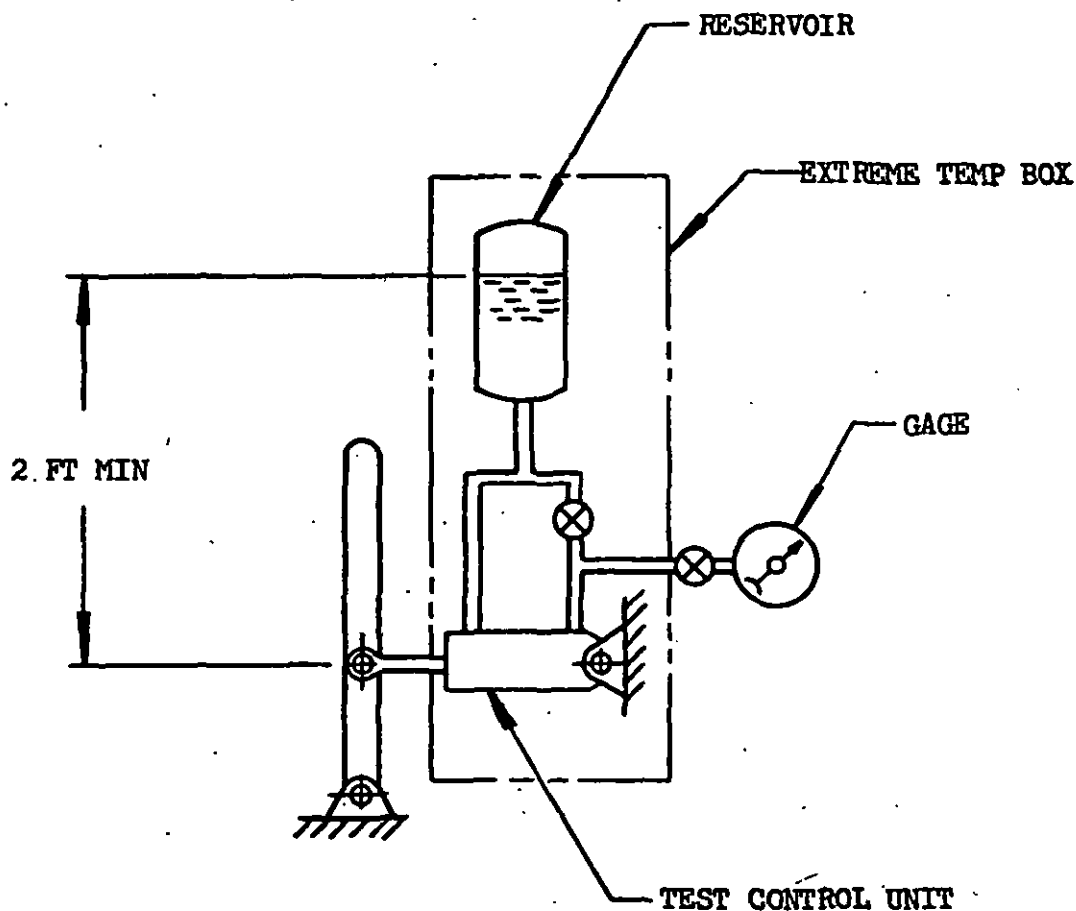 RESERVOIR
EXTREME TEMP BOX
GAGE
2. FT MIN
TEST CONTROL UNIT